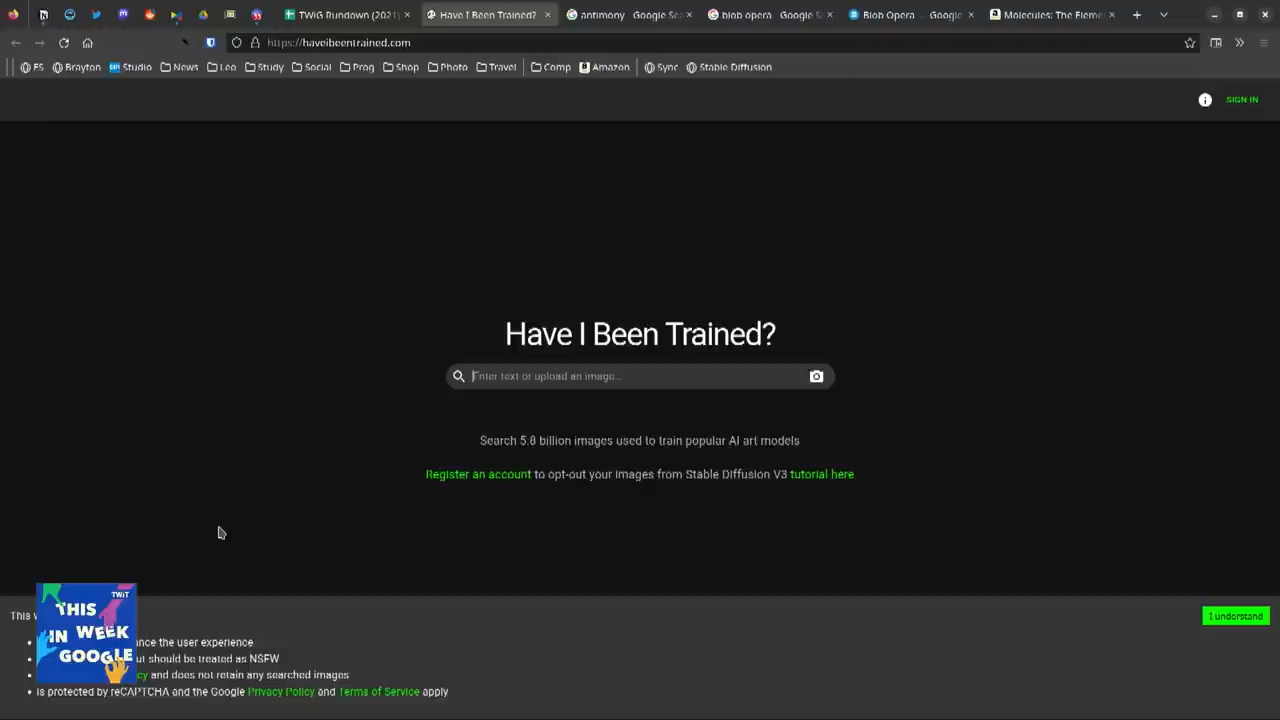 TWiG Rundown (2021)
Have I Been Trained?
antimony - Google Sea
blob opera - Google S
Blob Opera - Google
Molecules: The Eleme
https://haveibeentrained.com
FS
Brayton
Studio
News
Leo
Study
Social
Prog
Shop
Photo
Travel
Comp
Amazon
Sync
Stable Diffusion
SIGN IN
Have I Been Trained?
Enter text or upload an image...
Search 5.8 billion images used to train popular AI art models
Register an account to opt-out your images from Stable Diffusion V3 tutorial here
This
I understand
TWiT
THIS
IN WEEK
GOOGLE
ance the user experience
ut should be treated as NSFW
cy and does not retain any searched images
is protected by reCAPTCHA and the Google Privacy Policy and Terms of Service apply